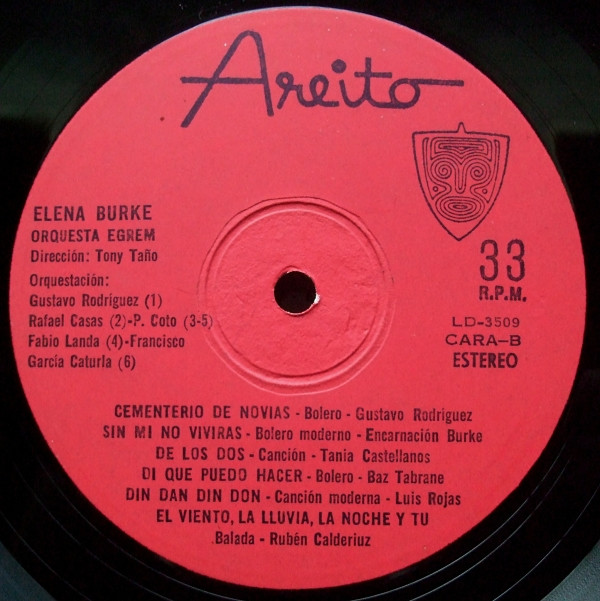 Areito
ELENA BURKE
ORQUESTA EGREM
Dirección: Tony Taño
Orquestación:
Gustavo Rodríguez (1)
Rafael Casas (2)-P. Coto (3-5)
Fabio Landa (4)-Francisco
García Caturla (6)
33
R.P.M.
LD-3509
CARA-B
ESTEREO
CEMENTERIO DE NOVIAS - Bolero - Gustavo Rodríguez
SIN MI NO VIVIRAS - Bolero moderno - Encarnación Burke
DE LOS DOS - Canción - Tania Castellanos
DI QUE PUEDO HACER - Bolero - Baz Tabrane
DIN DAN DIN DON - Canción moderna - Luis Rojas
EL VIENTO, LA LLUVIA, LA NOCHE Y TU
Balada - Rubén Calderiuz